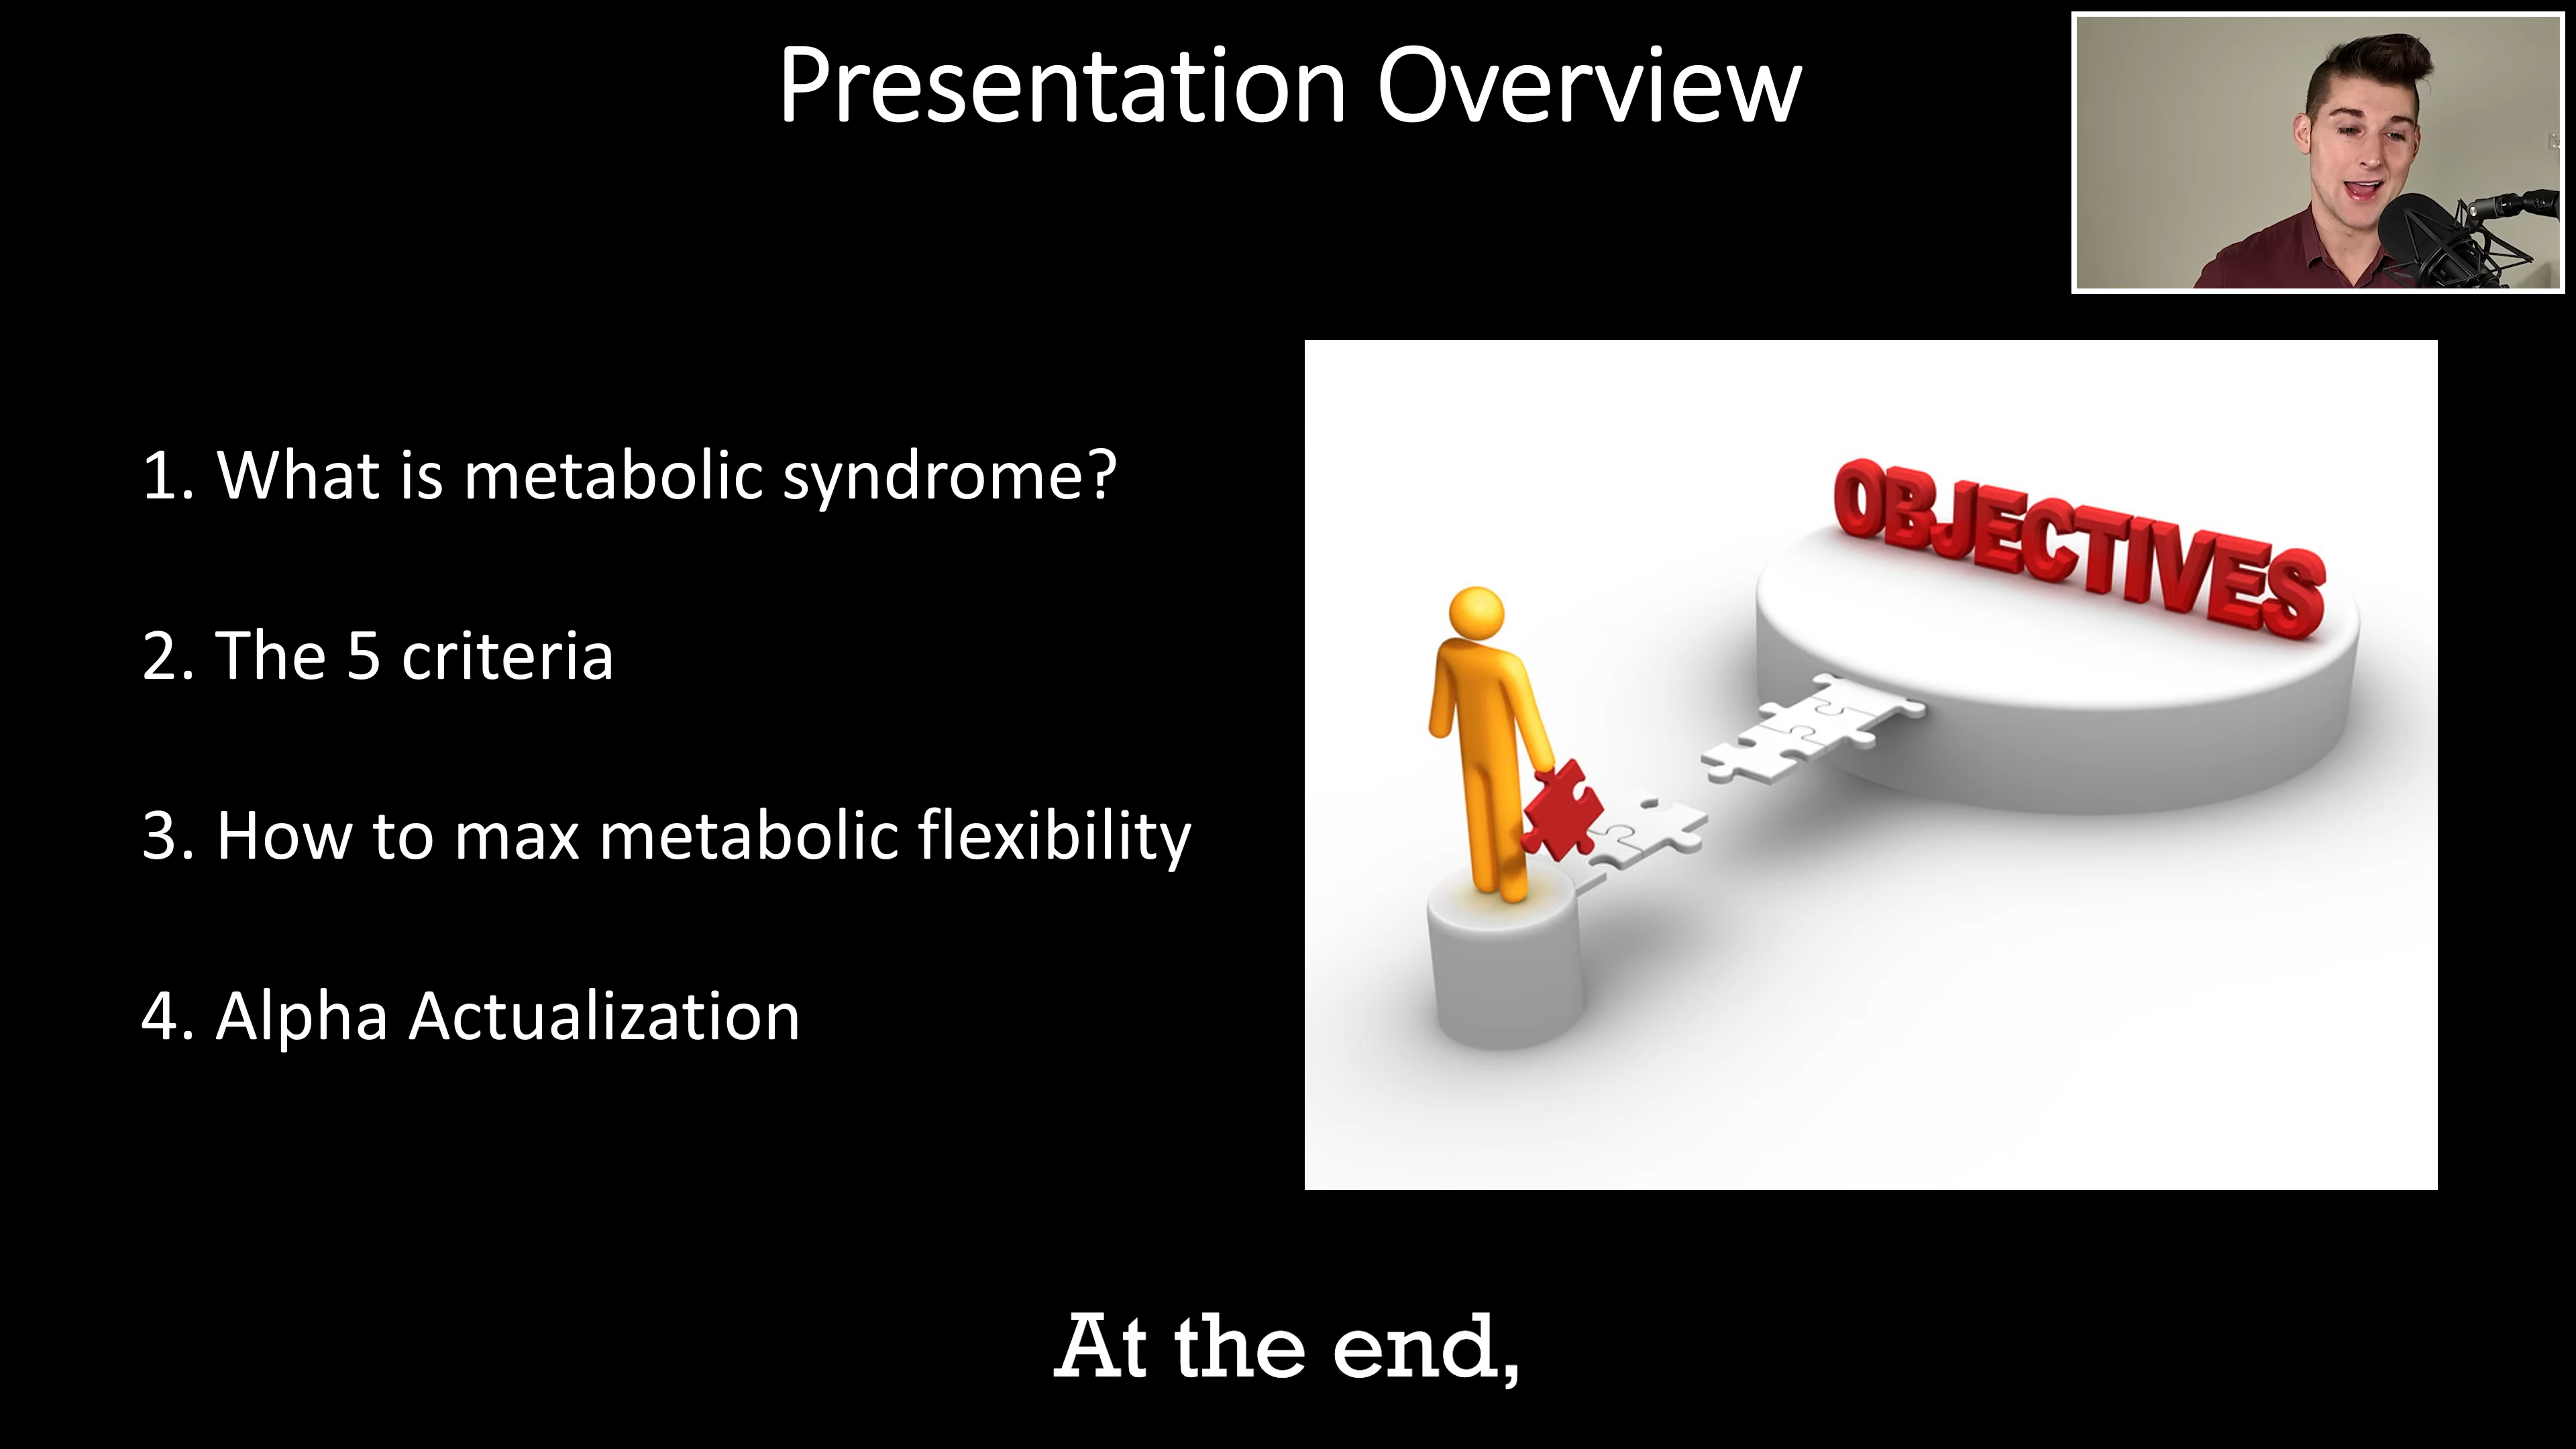 Presentation Overview
1. What is metabolic syndrome?
2. The 5 criteria
3. How to max metabolic flexibility
4. Alpha Actualization
OBJECTIVES
At the end,